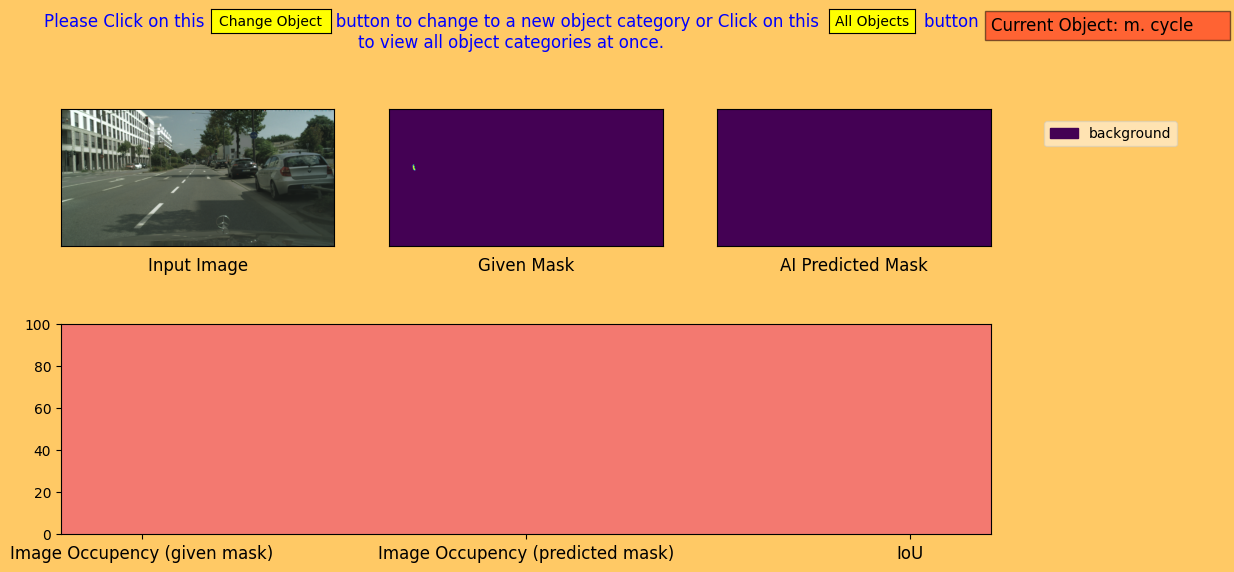 Please Click on this Change Object button to change to a new object category or Click on this All Objects button
to view all object categories at once.
Current Object: m. cycle
background
Input Image
Given Mask
AI Predicted Mask
100
80
60
40
20
0
Image Occupancy (given mask)
Image Occupancy (predicted mask)
IoU